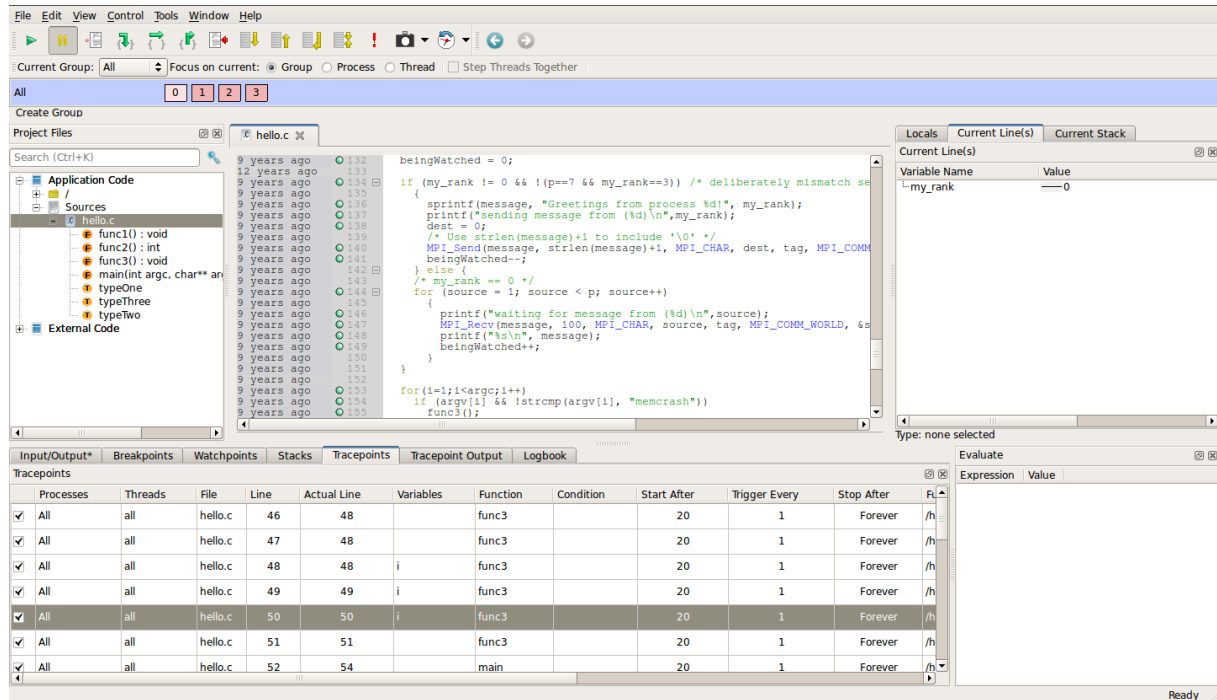 File Edit View Control Tools Window Help
Current Group: All Focus on current: Group Process Thread Step Threads Together
All 0 1 2 3
Create Group
Project Files
Search (Ctrl+K)
Application Code
/
Sources
hello.c
func1() : void
func2() : int
func3() : void
main(int argc, char** ar
typeOne
typeThree
typeTwo
External Code
hello.c
9 years ago 132 beingWatched = 0;
12 years ago 133
9 years ago 134 if (my_rank != 0 && !(p==7 && my_rank==3)) /* deliberately mismatch se
9 years ago 135 {
9 years ago 136 sprintf(message, "Greetings from process %d!", my_rank);
9 years ago 137 printf("sending message from (%d)\n",my_rank);
9 years ago 138 dest = 0;
9 years ago 139 /* Use strlen(message)+1 to include '\0' */
9 years ago 140 MPI_Send(message, strlen(message)+1, MPI_CHAR, dest, tag, MPI_COMM
9 years ago 141 beingWatched--;
9 years ago 142 } else {
9 years ago 143 /* my_rank == 0 */
9 years ago 144 for (source = 1; source < p; source++)
9 years ago 145 {
9 years ago 146 printf("waiting for message from (%d)\n",source);
9 years ago 147 MPI_Recv(message, 100, MPI_CHAR, source, tag, MPI_COMM_WORLD, &s
9 years ago 148 printf("%s\n", message);
9 years ago 149 beingWatched++;
9 years ago 150 }
9 years ago 151 }
9 years ago 152
9 years ago 153 for(i=1;i<argc;i++)
9 years ago 154 if (argv[i] && !strcmp(argv[i], "memcrash"))
9 years ago 155 func3();
Locals Current Line(s) Current Stack
Current Line(s)
Variable Name Value
my_rank 0
Type: none selected
Input/Output* Breakpoints Watchpoints Stacks Tracepoints Tracepoint Output Logbook
Tracepoints
Processes Threads File Line Actual Line Variables Function Condition Start After Trigger Every Stop After Fu
All all hello.c 46 48 func3 20 1 Forever /h
All all hello.c 47 48 func3 20 1 Forever /h
All all hello.c 48 48 i func3 20 1 Forever /h
All all hello.c 49 49 i func3 20 1 Forever /h
All all hello.c 50 50 i func3 20 1 Forever /h
All all hello.c 51 51 func3 20 1 Forever /h
All all hello.c 52 54 main 20 1 Forever /h
Evaluate
Expression Value
Ready